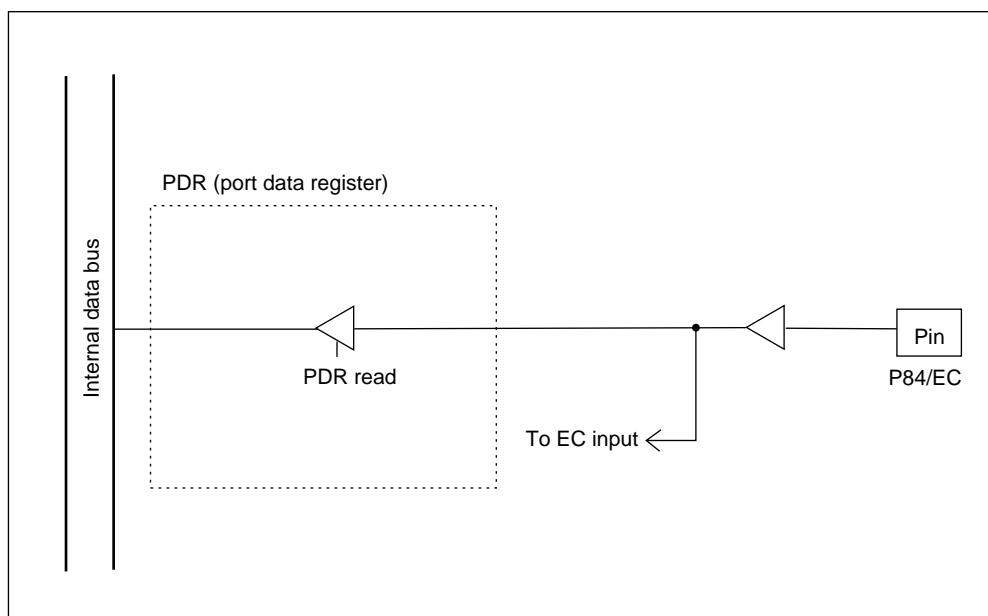 PDR (port data register)
Internal data bus
PDR read
Pin
P84/EC
To EC input